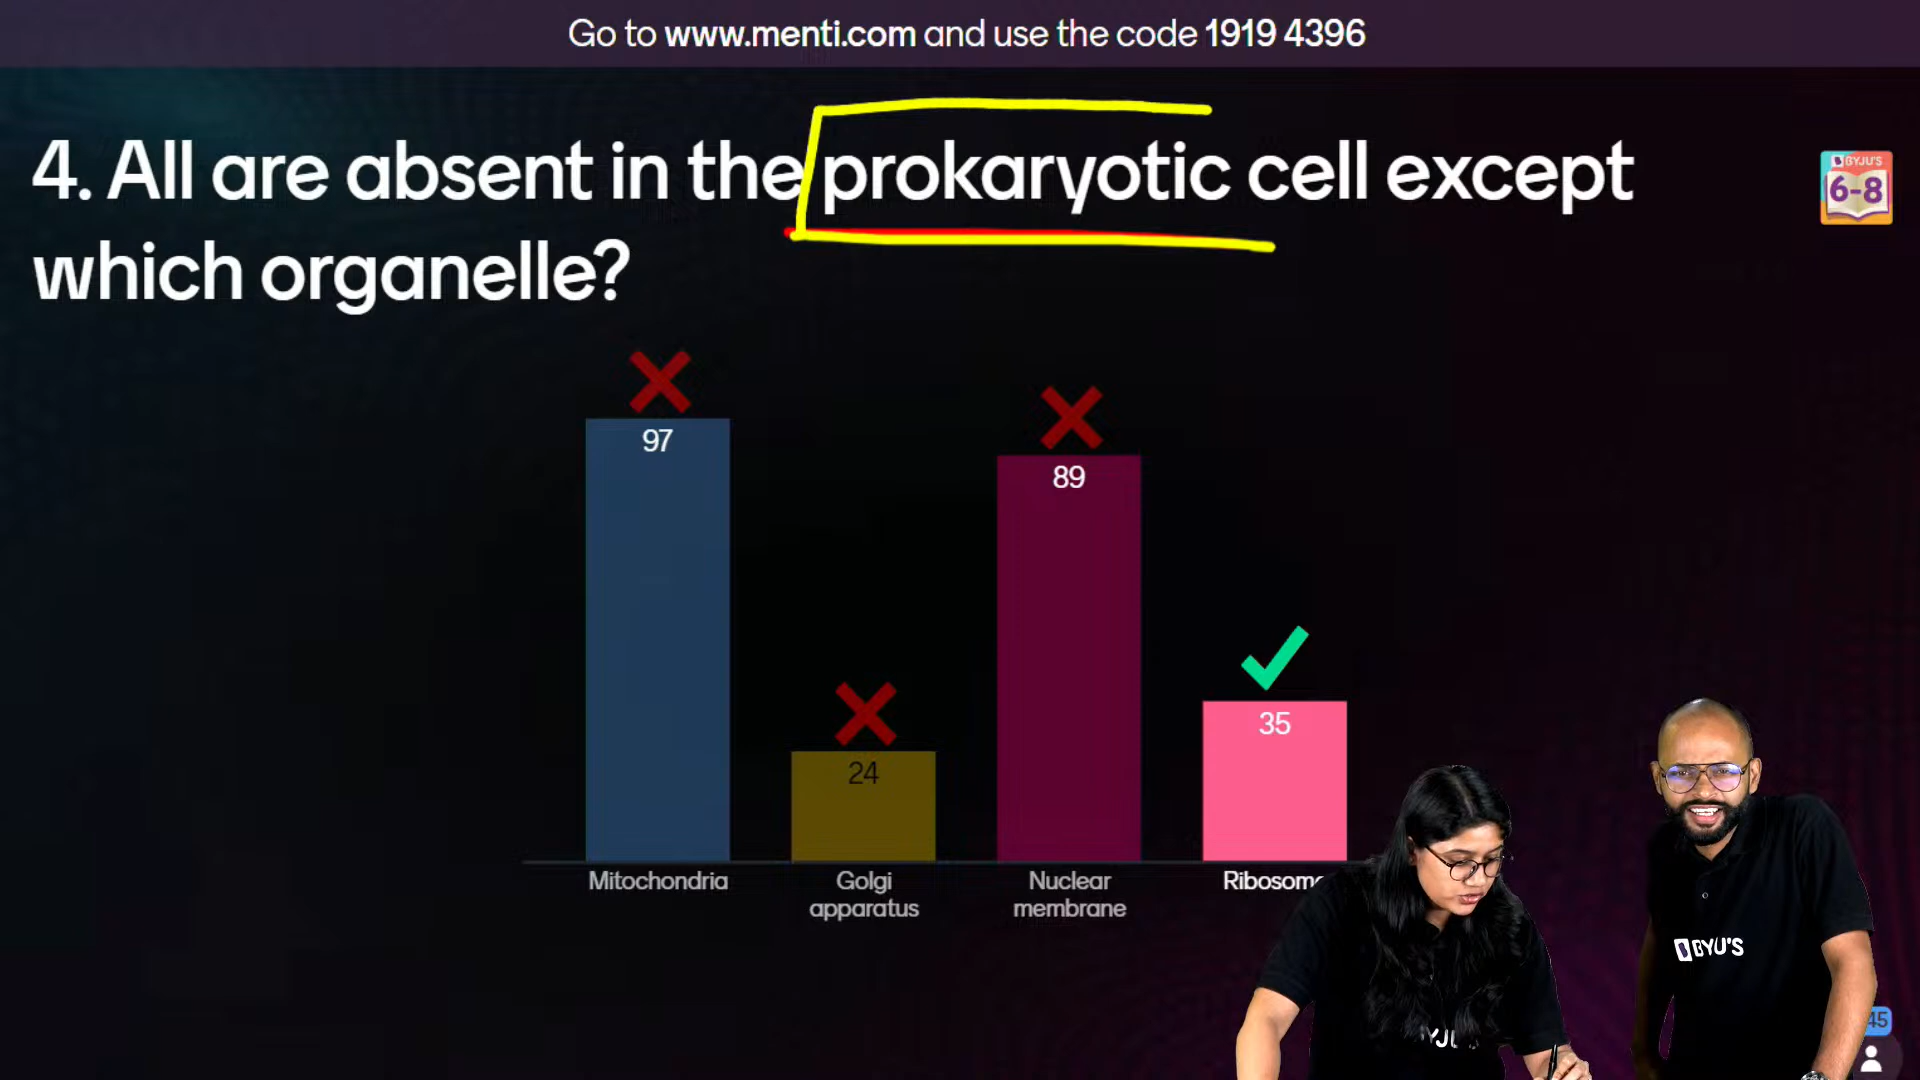 Go to www.menti.com and use the code 1919 4396
4. All are absent in the prokaryotic cell except
which organelle?
BYJU'S
6-8
97
89
35
24
Mitochondria
Golgi
apparatus
Nuclear
membrane
BYJU'S
45